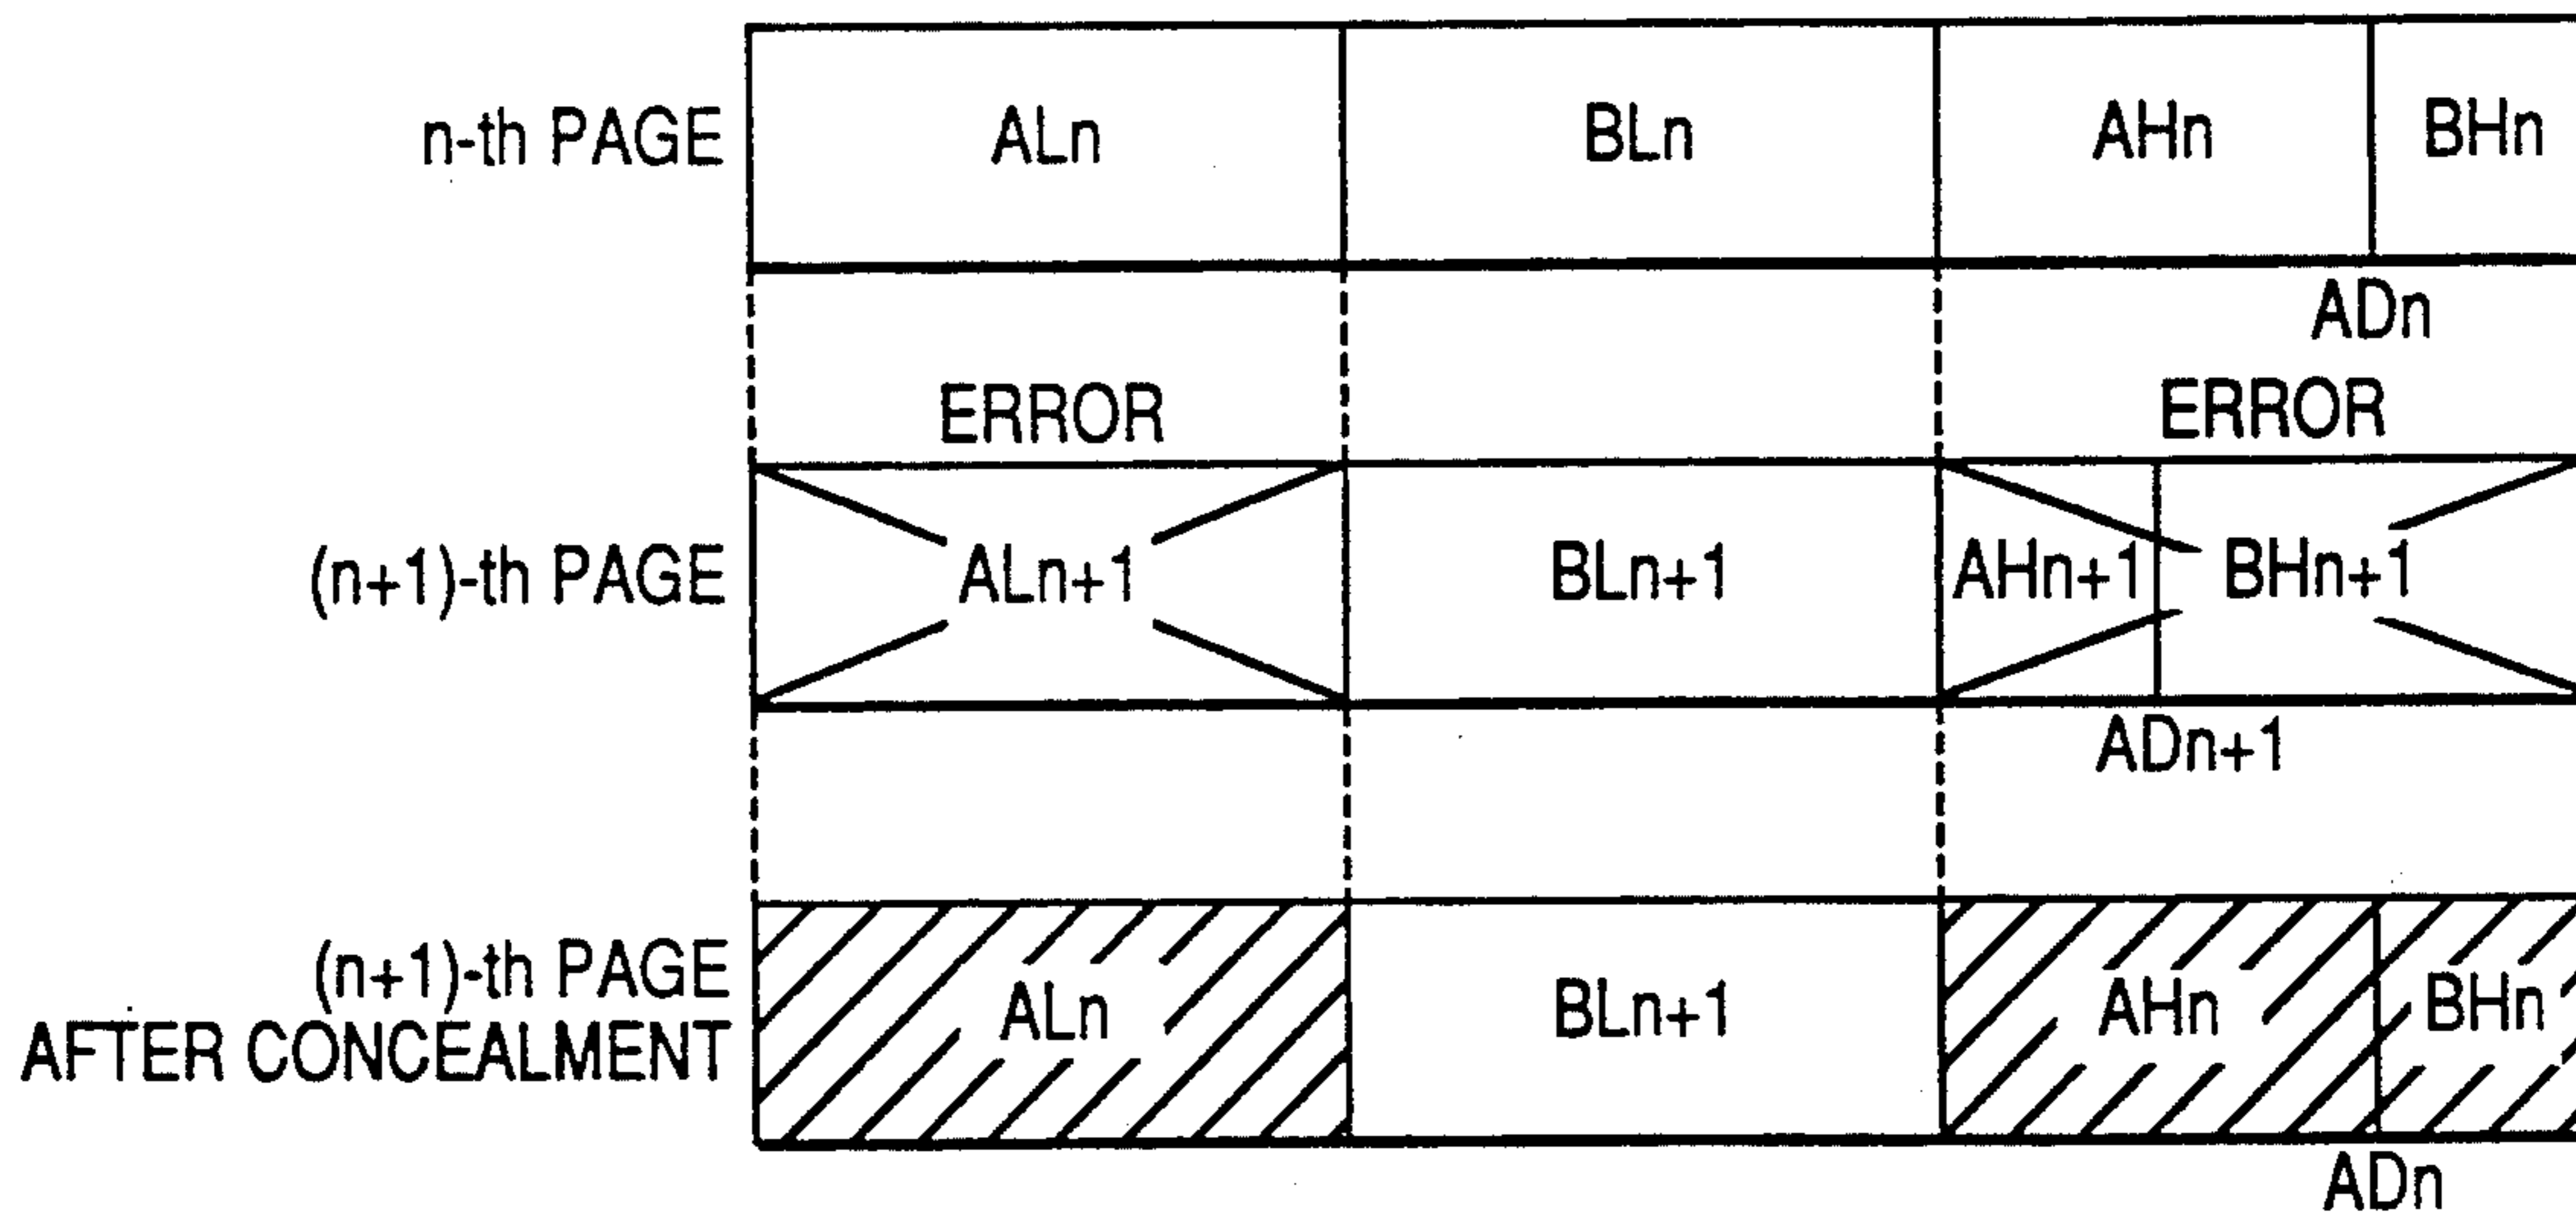 n-th PAGE ALn BLn AHn BHn
ADn
ERROR ERROR
(n+1)-th PAGE ALn+1 BLn+1 AHn+1 BHn+1
ADn+1
(n+1)-th PAGE
AFTER CONCEALMENT ALn BLn+1 AHn BHn
ADn